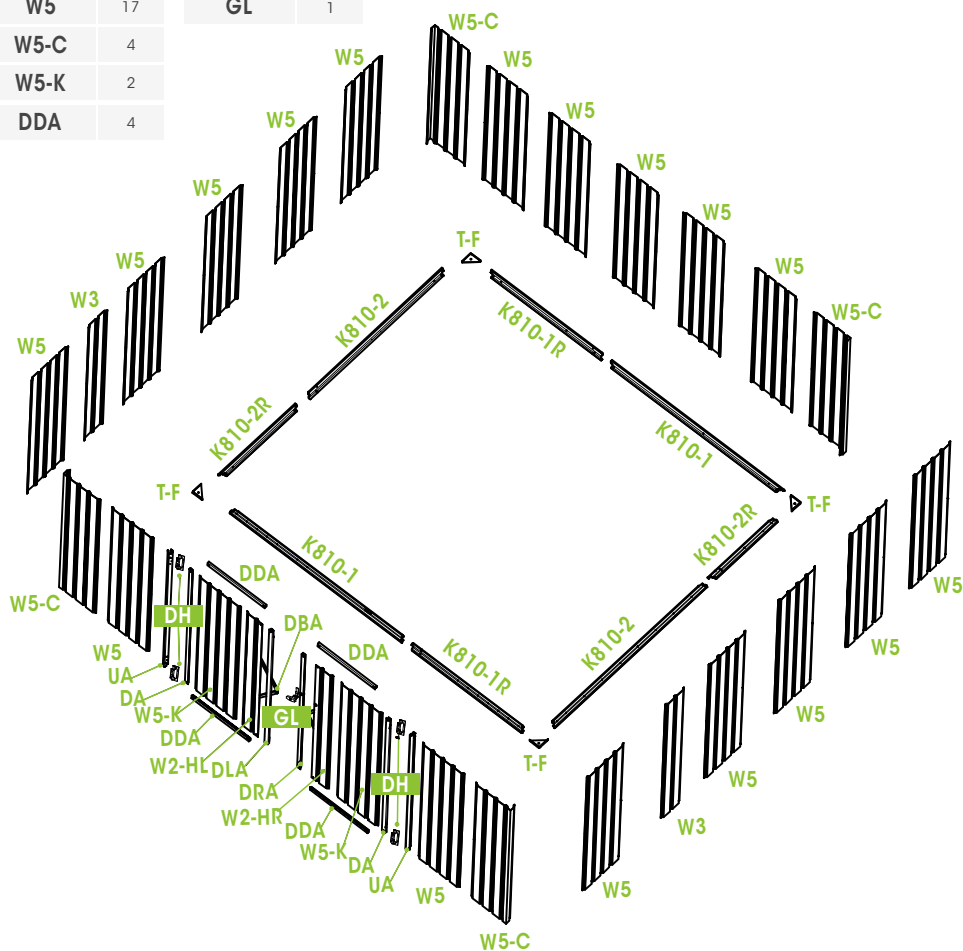 W5 17 GL 1
W5-C 4
W5-K 2
DDA 4
W5-C
W5
W5
W5
W5
W5
W5
W5
W5
W5
W3
W5
W5-C
T-F
K810-2
K810-1R
K810-2R
K810-1
T-F
T-F
K810-1
K810-2R
DDA
W5
W5-C
DH
DBA
W5
K810-2
W5
DDA
K810-1R
UA
DA
W5-K
GL
W5
DDA
T-F
W2-HL
DLA
W5
DRA
DH
W2-HR
W3
DDA
W5-K
DA
UA
W5
W5
W5-C